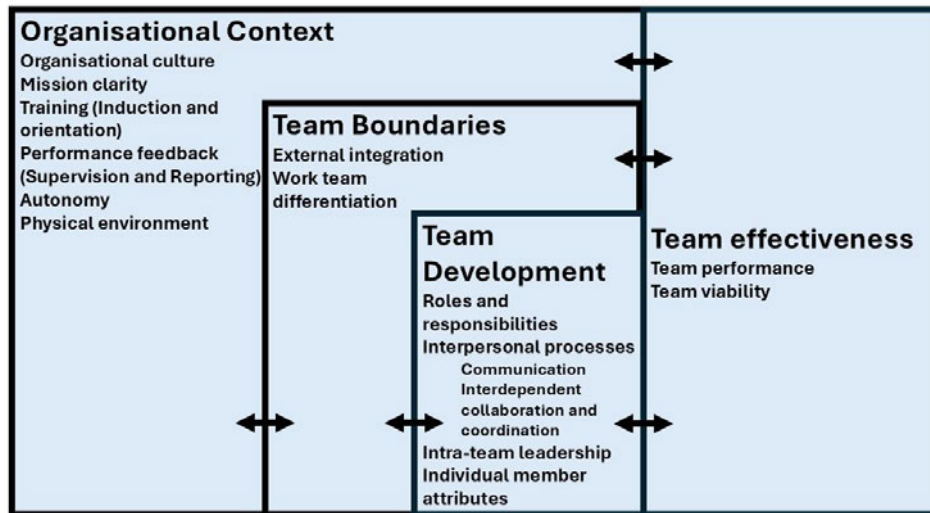 Organisational Context
Organisational culture
Mission clarity
Training (Induction and
orientation)
Performance feedback
(Supervision and Reporting)
Autonomy
Physical environment
Team Boundaries
External integration
Work team
differentiation
Team
Development
Roles and
responsibilities
Interpersonal processes
Communication
Interdependent
collaboration and
coordination
Intra-team leadership
Individual member
attributes
Team effectiveness
Team performance
Team viability